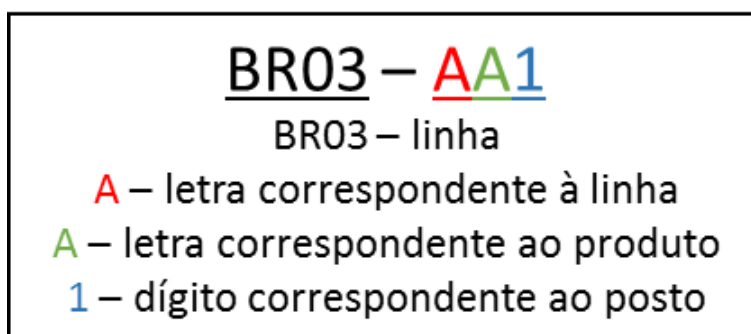 BR03 – AA1
BR03 – linha
A – letra correspondente à linha
A – letra correspondente ao produto
1 – dígito correspondente ao posto